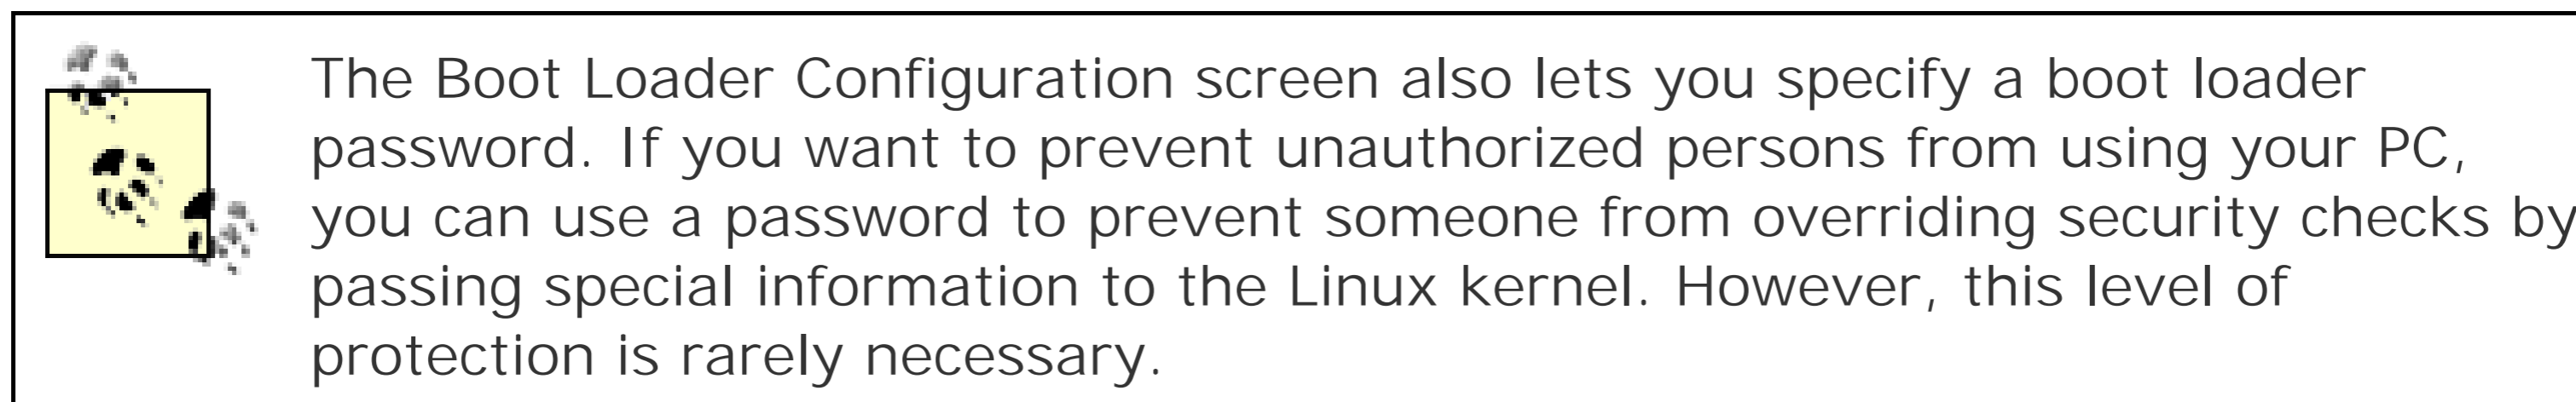 The Boot Loader Configuration screen also lets you specify a boot loader
password. If you want to prevent unauthorized persons from using your PC,
you can use a password to prevent someone from overriding security checks by
passing special information to the Linux kernel. However, this level of
protection is rarely necessary.